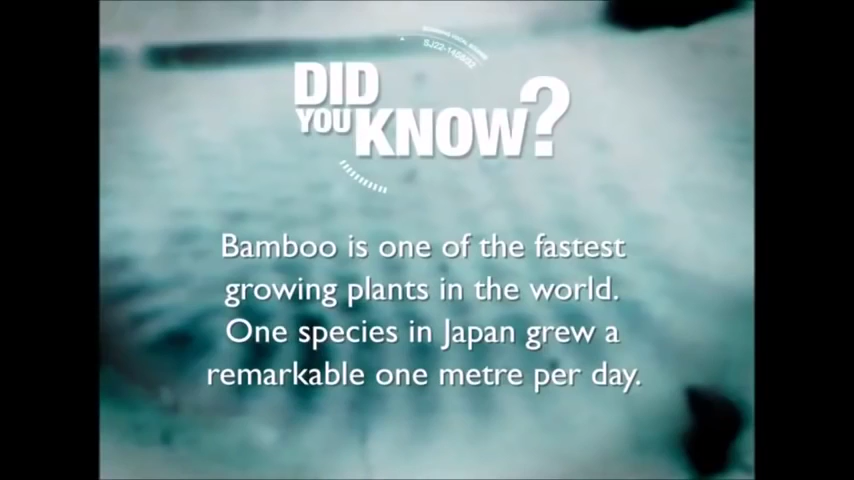 DID
YOU KNOW?
Bamboo is one of the fastest
growing plants in the world.
One species in Japan grew a
remarkable one metre per day.